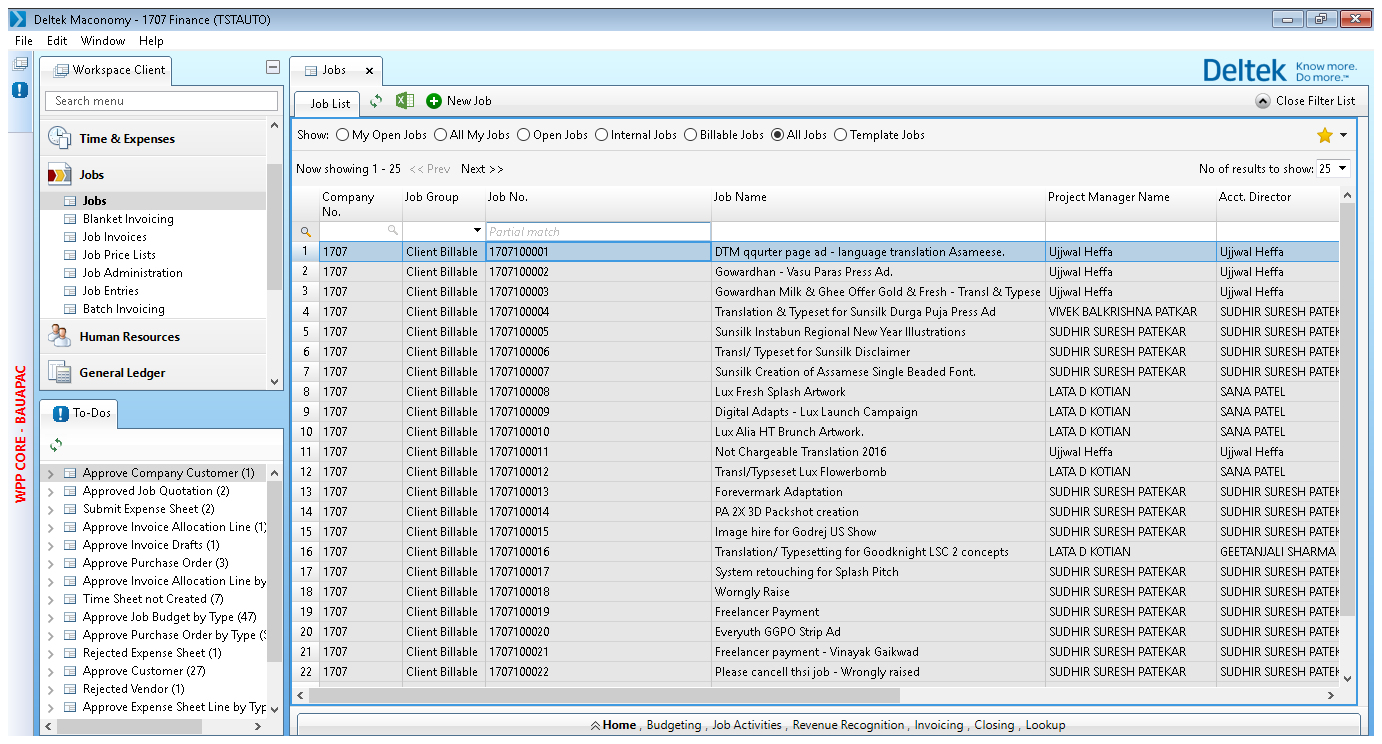 Deltek Maconomy - 1707 Finance (TSTAUTO)
File Edit Window Help
Workspace Client
Search menu
Time & Expenses
Jobs
Jobs
Blanket Invoicing
Job Invoices
Job Price Lists
Job Administration
Job Entries
Batch Invoicing
Human Resources
General Ledger
WPP CORE - BAUAPAC
To-Dos
Approve Company Customer (1)
Approved Job Quotation (2)
Submit Expense Sheet (2)
Approve Invoice Allocation Line (1)
Approve Invoice Drafts (1)
Approve Purchase Order (3)
Approve Invoice Allocation Line by
Time Sheet not Created (7)
Approve Job Budget by Type (47)
Approve Purchase Order by Type (
Rejected Expense Sheet (1)
Approve Customer (27)
Rejected Vendor (1)
Approve Expense Sheet Line by Typ
Jobs
Deltek Know more.
Do more.™
Job List New Job Close Filter List
Show: My Open Jobs All My Jobs Open Jobs Internal Jobs Billable Jobs All Jobs Template Jobs
Now showing 1 - 25 << Prev Next >> No of results to show: 25
Company No. Job Group Job No. Job Name Project Manager Name Acct. Director
Partial match
1 1707 Client Billable 1707100001 DTM qqurter page ad - language translation Asameese. Ujjwal Heffa Ujjwal Heffa
2 1707 Client Billable 1707100002 Gowardhan - Vasu Paras Press Ad. Ujjwal Heffa Ujjwal Heffa
3 1707 Client Billable 1707100003 Gowardhan Milk & Ghee Offer Gold & Fresh - Transl & Typese Ujjwal Heffa Ujjwal Heffa
4 1707 Client Billable 1707100004 Translation & Typeset for Sunsilk Durga Puja Press Ad VIVEK BALKRISHNA PATKAR SUDHIR SURESH PATEK
5 1707 Client Billable 1707100005 Sunsilk Instabun Regional New Year Illustrations SUDHIR SURESH PATEKAR SUDHIR SURESH PATEK
6 1707 Client Billable 1707100006 Transl/ Typeset for Sunsilk Disclaimer SUDHIR SURESH PATEKAR SUDHIR SURESH PATEK
7 1707 Client Billable 1707100007 Sunsilk Creation of Assamese Single Beaded Font. SUDHIR SURESH PATEKAR SUDHIR SURESH PATEK
8 1707 Client Billable 1707100008 Lux Fresh Splash Artwork LATA D KOTIAN SANA PATEL
9 1707 Client Billable 1707100009 Digital Adapts - Lux Launch Campaign LATA D KOTIAN SANA PATEL
10 1707 Client Billable 1707100010 Lux Alia HT Brunch Artwork. LATA D KOTIAN SANA PATEL
11 1707 Client Billable 1707100011 Not Chargeable Translation 2016 Ujjwal Heffa Ujjwal Heffa
12 1707 Client Billable 1707100012 Transl/Typseset Lux Flowerbomb LATA D KOTIAN SANA PATEL
13 1707 Client Billable 1707100013 Forevermark Adaptation SUDHIR SURESH PATEKAR SUDHIR SURESH PATEK
14 1707 Client Billable 1707100014 PA 2X 3D Packshot creation SUDHIR SURESH PATEKAR SUDHIR SURESH PATEK
15 1707 Client Billable 1707100015 Image hire for Godrej US Show SUDHIR SURESH PATEKAR SUDHIR SURESH PATEK
16 1707 Client Billable 1707100016 Translation/ Typesetting for Goodknight LSC 2 concepts LATA D KOTIAN GEETANJALI SHARMA
17 1707 Client Billable 1707100017 System retouching for Splash Pitch SUDHIR SURESH PATEKAR SUDHIR SURESH PATEK
18 1707 Client Billable 1707100018 Worngly Raise SUDHIR SURESH PATEKAR SUDHIR SURESH PATEK
19 1707 Client Billable 1707100019 Freelancer Payment SUDHIR SURESH PATEKAR SUDHIR SURESH PATEK
20 1707 Client Billable 1707100020 Everyuth GGPO Strip Ad SUDHIR SURESH PATEKAR SUDHIR SURESH PATEK
21 1707 Client Billable 1707100021 Freelancer payment - Vinayak Gaikwad SUDHIR SURESH PATEKAR SUDHIR SURESH PATEK
22 1707 Client Billable 1707100022 Please cancell thsi job - Wrongly raised SUDHIR SURESH PATEKAR SUDHIR SURESH PATEK
Home , Budgeting , Job Activities , Revenue Recognition , Invoicing , Closing , Lookup